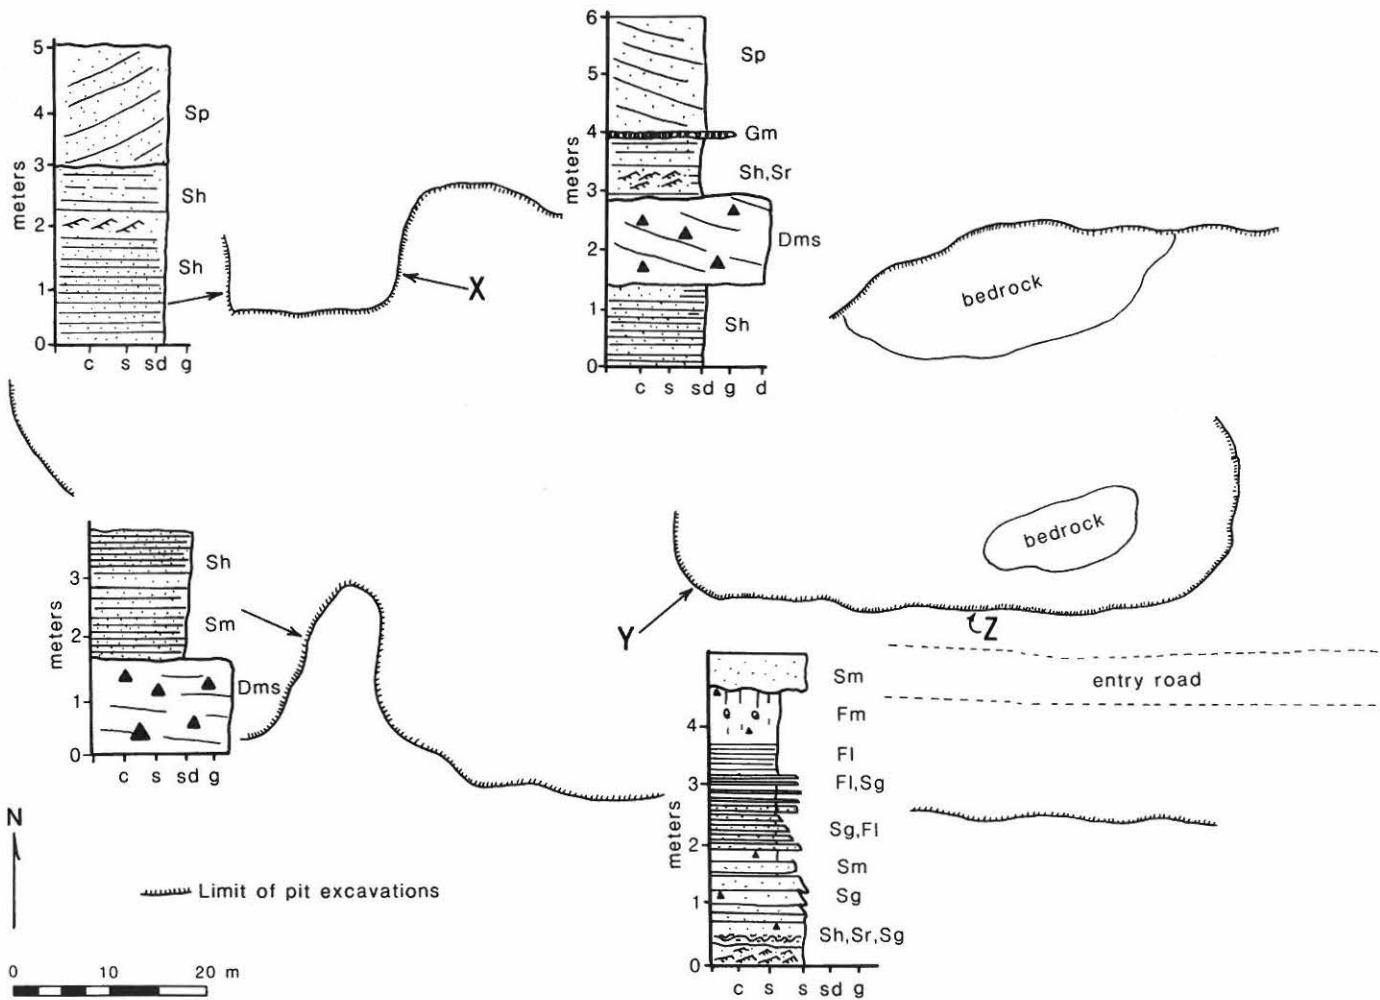 5
4
3
2
1
0
meters
Sp
Sh
Sh
c s sd g
X
6
5
4
3
2
1
0
meters
Sp
Gm
Sh,Sr
Dms
Sh
c s sd g d
bedrock
3
2
1
0
meters
Sh
Sm
Dms
c s sd g
bedrock
Y
Z
entry road
4
3
2
1
0
meters
Sm
Fm
Fl
Fl,Sg
Sg,Fl
Sm
Sg
Sh,Sr,Sg
c s s sd g
N
Limit of pit excavations
0 10 20 m